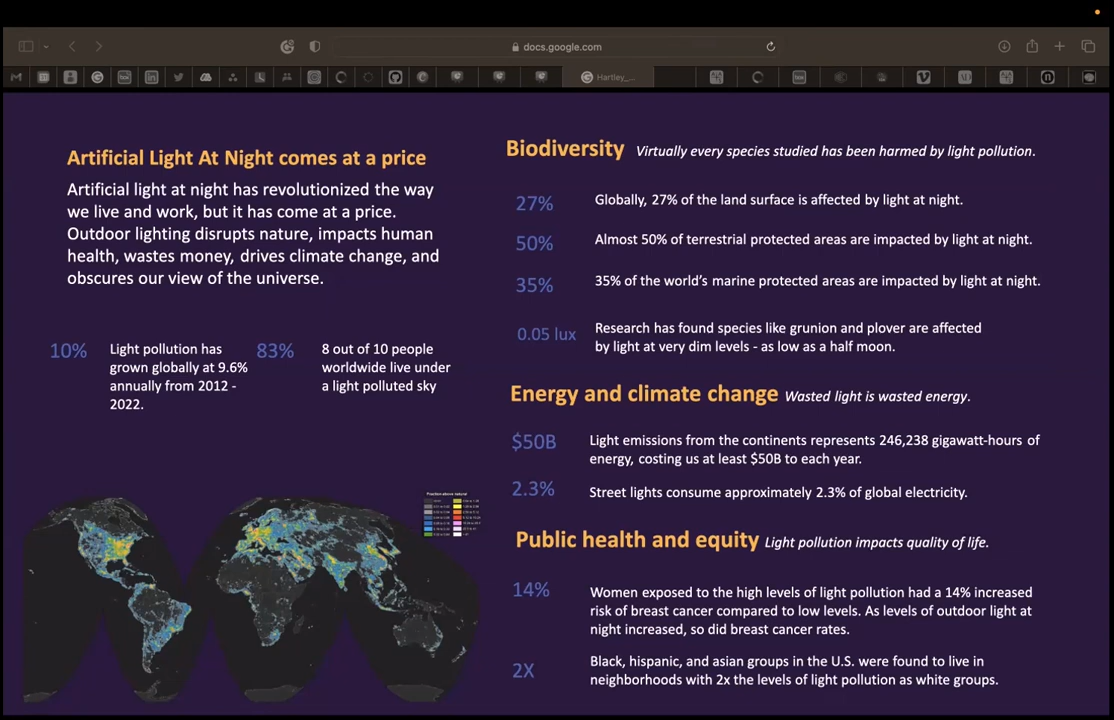 docs.google.com
Hartley_...
Artificial Light At Night comes at a price
Artificial light at night has revolutionized the way
we live and work, but it has come at a price.
Outdoor lighting disrupts nature, impacts human
health, wastes money, drives climate change, and
obscures our view of the universe.
10%
Light pollution has
grown globally at 9.6%
annually from 2012 -
2022.
83%
8 out of 10 people
worldwide live under
a light polluted sky
Biodiversity Virtually every species studied has been harmed by light pollution.
27% Globally, 27% of the land surface is affected by light at night.
50% Almost 50% of terrestrial protected areas are impacted by light at night.
35% 35% of the world's marine protected areas are impacted by light at night.
0.05 lux
Research has found species like grunion and plover are affected
by light at very dim levels - as low as a half moon.
Energy and climate change Wasted light is wasted energy.
$50B Light emissions from the continents represents 246,238 gigawatt-hours of
energy, costing us at least $50B to each year.
2.3% Street lights consume approximately 2.3% of global electricity.
Public health and equity Light pollution impacts quality of life.
14% Women exposed to the high levels of light pollution had a 14% increased
risk of breast cancer compared to low levels. As levels of outdoor light at
night increased, so did breast cancer rates.
2X
Black, hispanic, and asian groups in the U.S. were found to live in
neighborhoods with 2x the levels of light pollution as white groups.